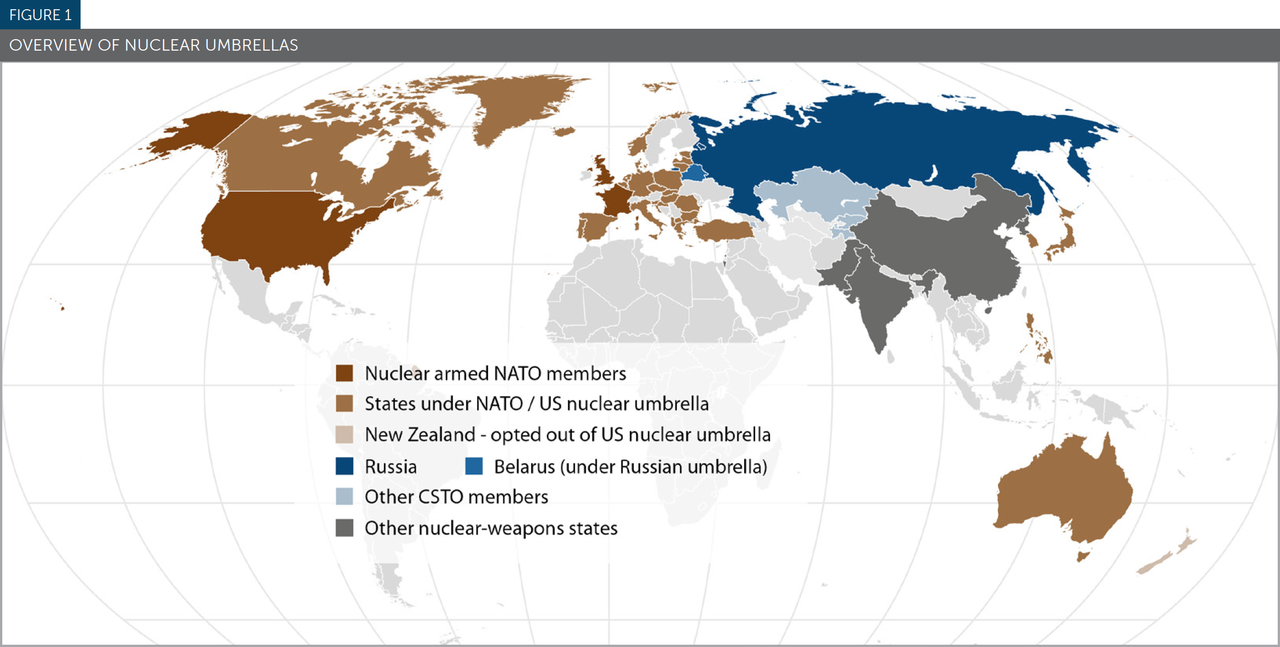 FIGURE 1
OVERVIEW OF NUCLEAR UMBRELLAS
Nuclear armed NATO members
States under NATO / US nuclear umbrella
New Zealand - opted out of US nuclear umbrella
Russia
Belarus (under Russian umbrella)
Other CSTO members
Other nuclear-weapons states